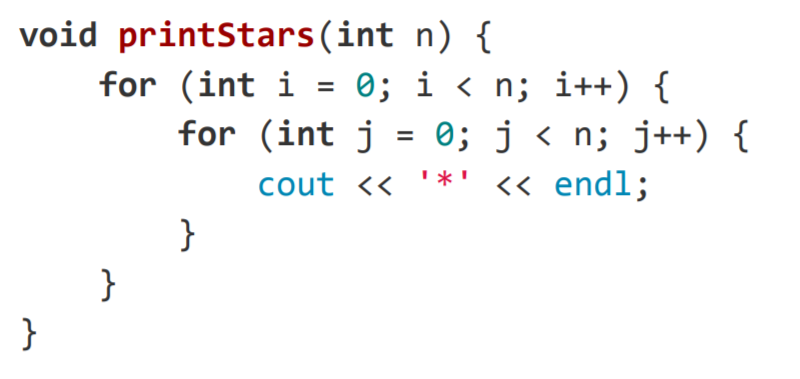 void printStars(int n) {
    for (int i = 0; i < n; i++) {
        for (int j = 0; j < n; j++) {
            cout << '*' << endl;
        }
    }
}